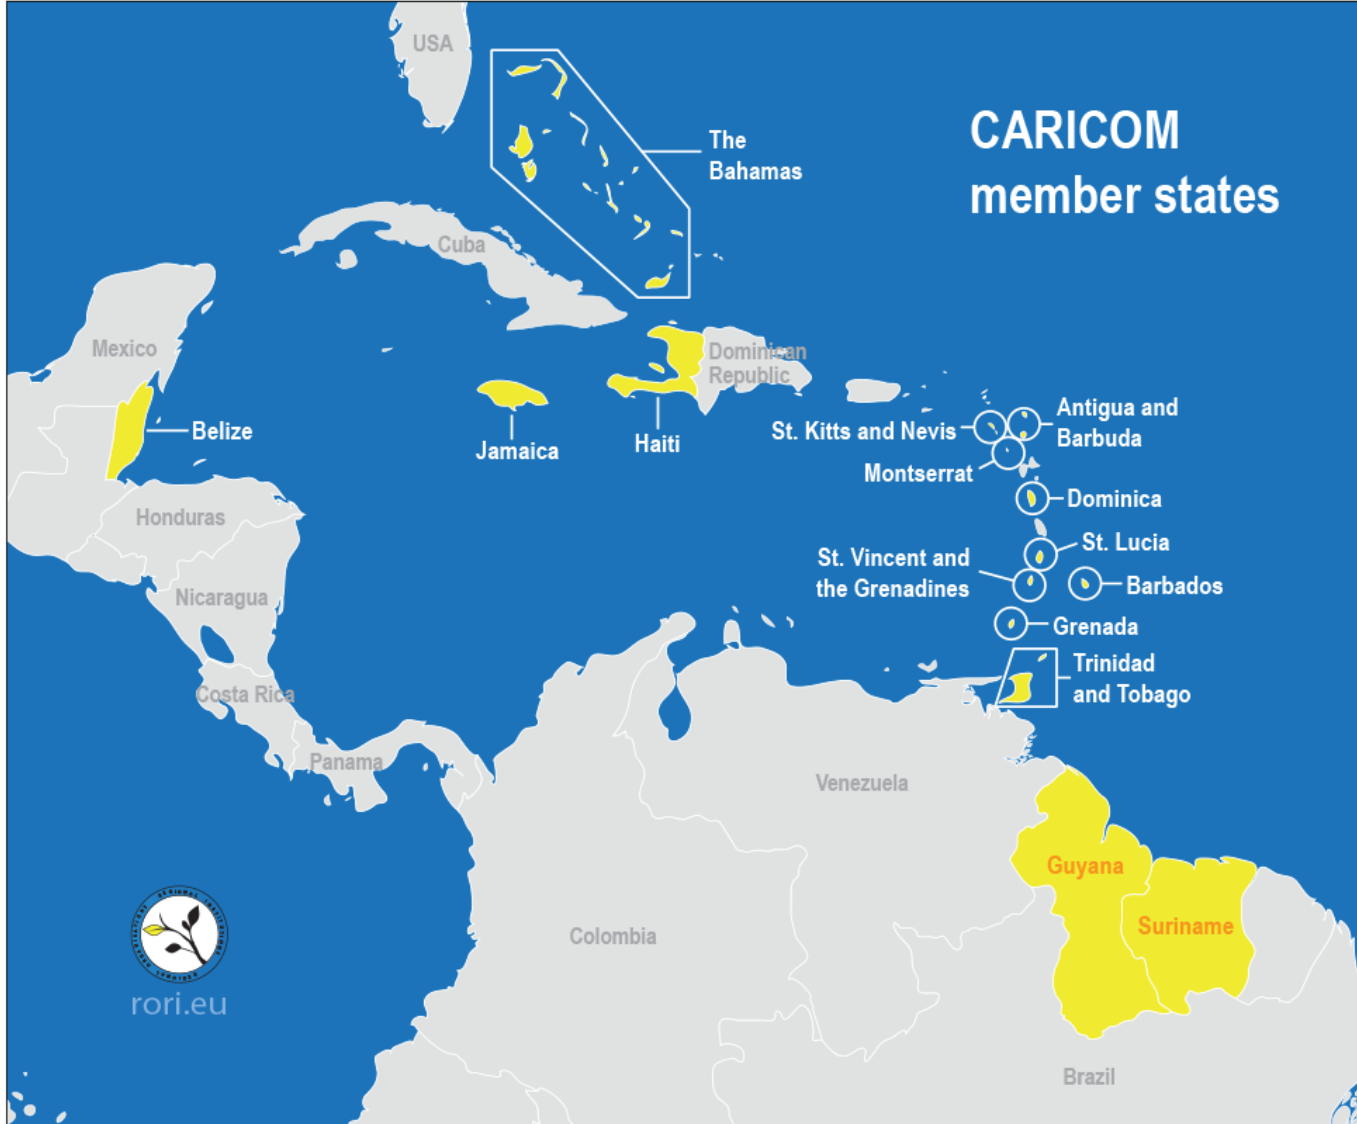 USA
CARICOM
member states
The
Bahamas
Cuba
Mexico
Dominican
Republic
Belize
Jamaica
Haiti
St. Kitts and Nevis
Antigua and
Barbuda
Montserrat
Dominica
Honduras
St. Lucia
St. Vincent and
the Grenadines
Barbados
Nicaragua
Grenada
Trinidad
and Tobago
Costa Rica
Panama
Venezuela
Guyana
Suriname
Colombia
rori.eu
Brazil